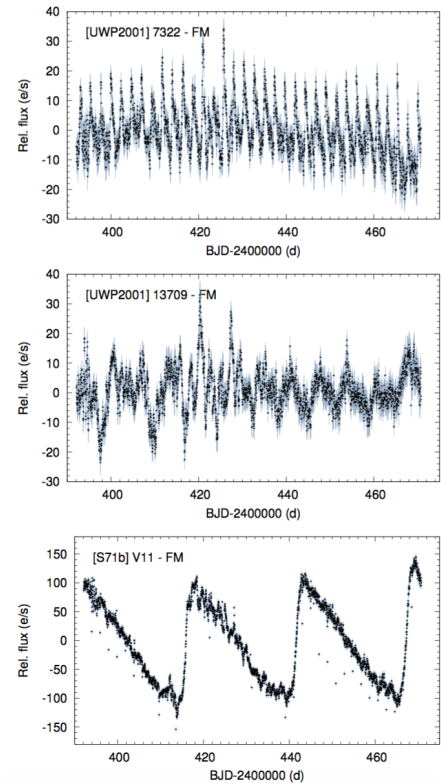 [UWP2001] 7322 - FM
40
30
20
10
0
-10
-20
-30
Rel. flux (e/s)
400 420 440 460
BJD-2400000 (d)
[UWP2001] 13709 - FM
40
30
20
10
0
-10
-20
-30
Rel. flux (e/s)
400 420 440 460
BJD-2400000 (d)
[S71b] V11 - FM
150
100
50
0
-50
-100
-150
Rel. flux (e/s)
400 420 440 460
BJD-2400000 (d)